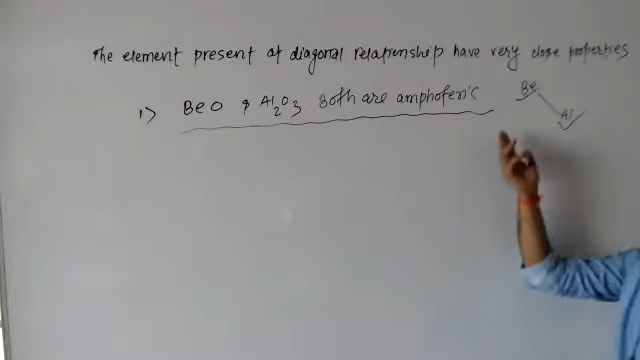 The element present at diagonal relationship have very close properties
1> BeO & Al2O3 Both are amphoteric
Be
Al